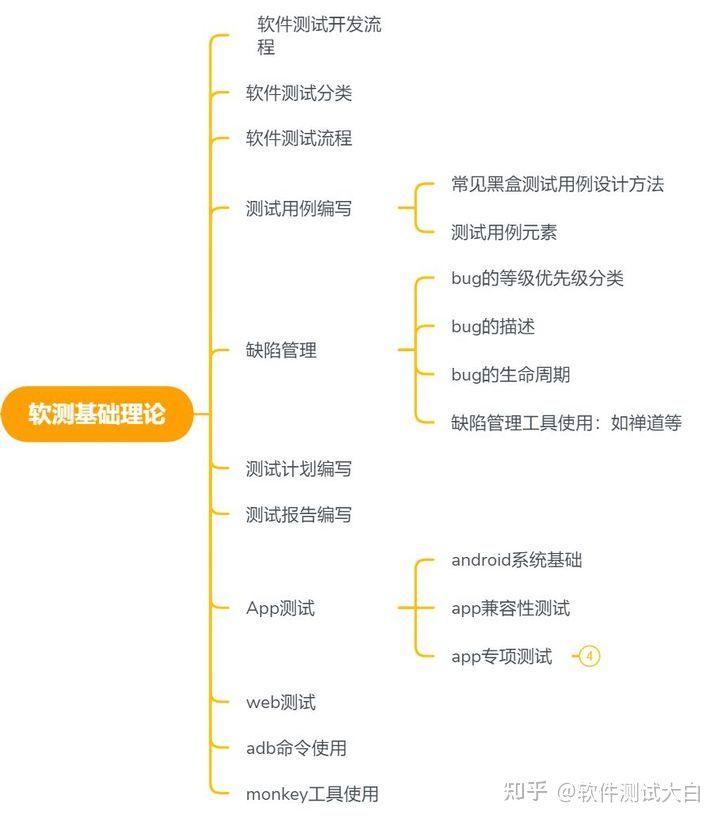 软测基础理论
软件测试开发流
程
软件测试分类
软件测试流程
测试用例编写
常见黑盒测试用例设计方法
测试用例元素
缺陷管理
bug的等级优先级分类
bug的描述
bug的生命周期
缺陷管理工具使用：如禅道等
测试计划编写
测试报告编写
App测试
android系统基础
app兼容性测试
app专项测试 4
web测试
adb命令使用
monkey工具使用
知乎 @软件测试大白